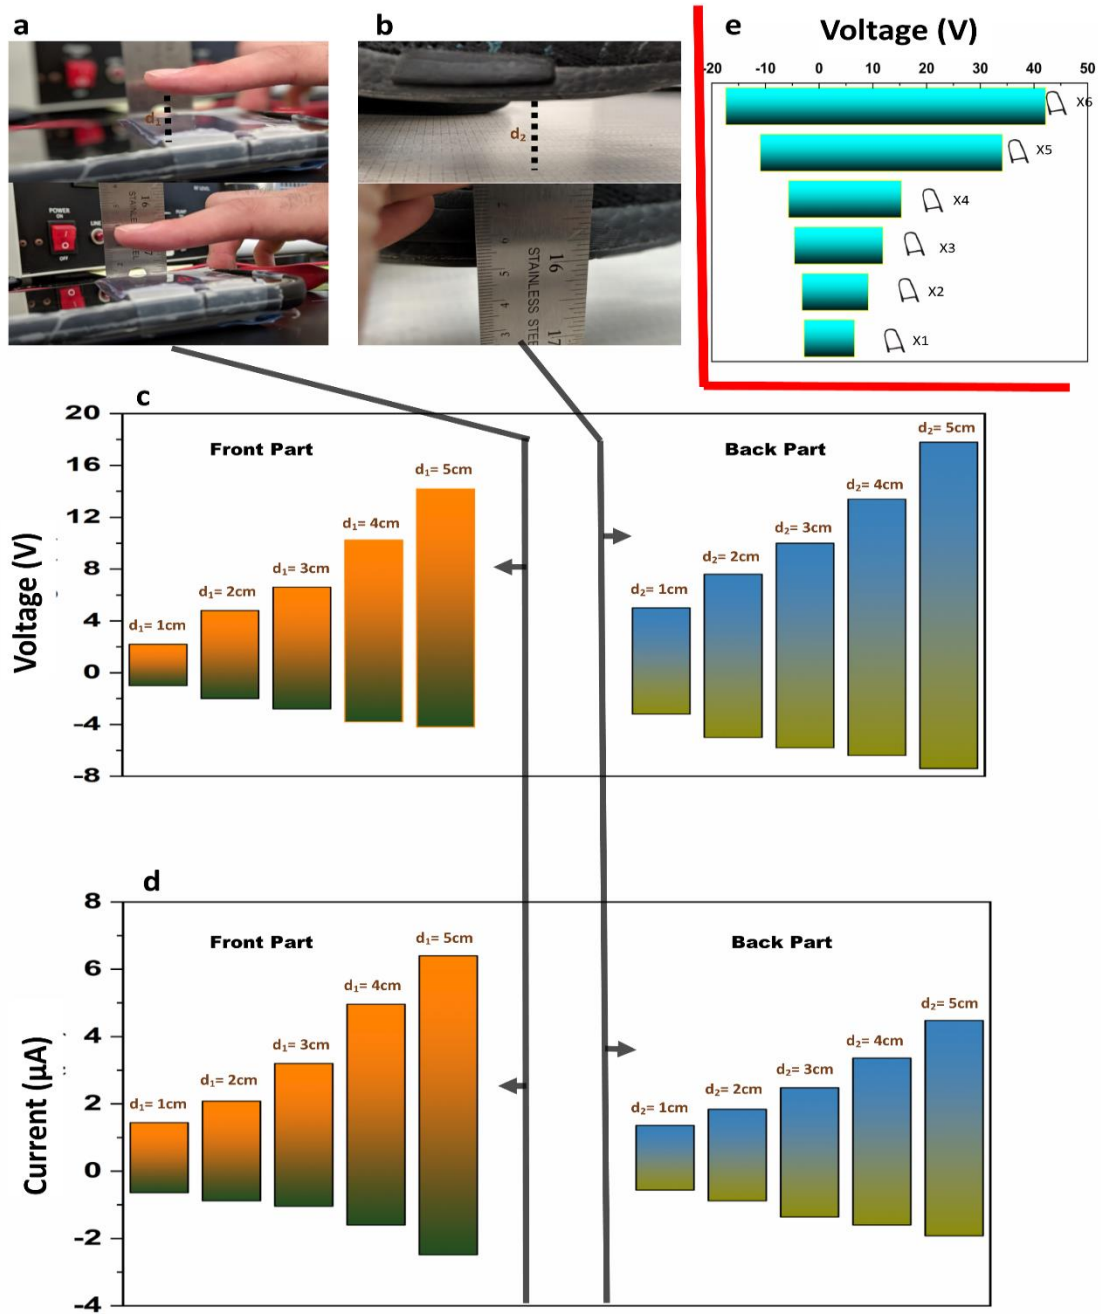 a
b
e
Voltage (V)
-20 -10 0 10 20 30 40 50
X6
X5
X4
X3
X2
X1
d₁
d₂
POWER
ON
OFF
16
STAINLESS STEE
17
c
20
16
12
8
4
0
-4
-8
Voltage (V)
Front Part
d₁= 1cm
d₁= 2cm
d₁= 3cm
d₁= 4cm
d₁= 5cm
Back Part
d₂= 1cm
d₂= 2cm
d₂= 3cm
d₂= 4cm
d₂= 5cm
d
8
6
4
2
0
-2
-4
Current (µA)
Front Part
d₁= 1cm
d₁= 2cm
d₁= 3cm
d₁= 4cm
d₁= 5cm
Back Part
d₂= 1cm
d₂= 2cm
d₂= 3cm
d₂= 4cm
d₂= 5cm